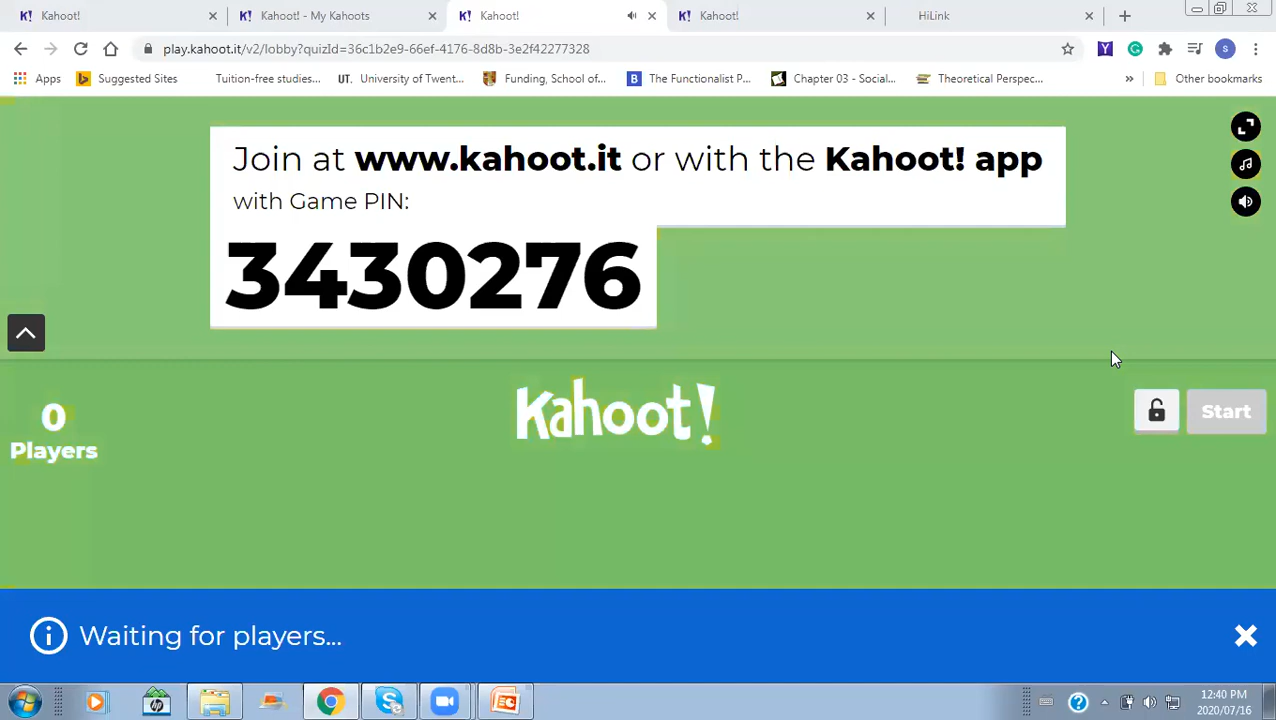 Kahoot!
Kahoot! - My Kahoots
Kahoot!
Kahoot!
HiLink
play.kahoot.it/v2/lobby?quizId=36c1b2e9-66ef-4176-8d8b-3e2f42277328
Apps
Suggested Sites
Tuition-free studies...
UT. University of Twent...
Funding, School of...
The Functionalist P...
Chapter 03 - Social...
Theoretical Perspec...
Other bookmarks
Join at www.kahoot.it or with the Kahoot! app
with Game PIN:
3430276
0
Players
Kahoot!
Start
Waiting for players...
12:40 PM
2020/07/16